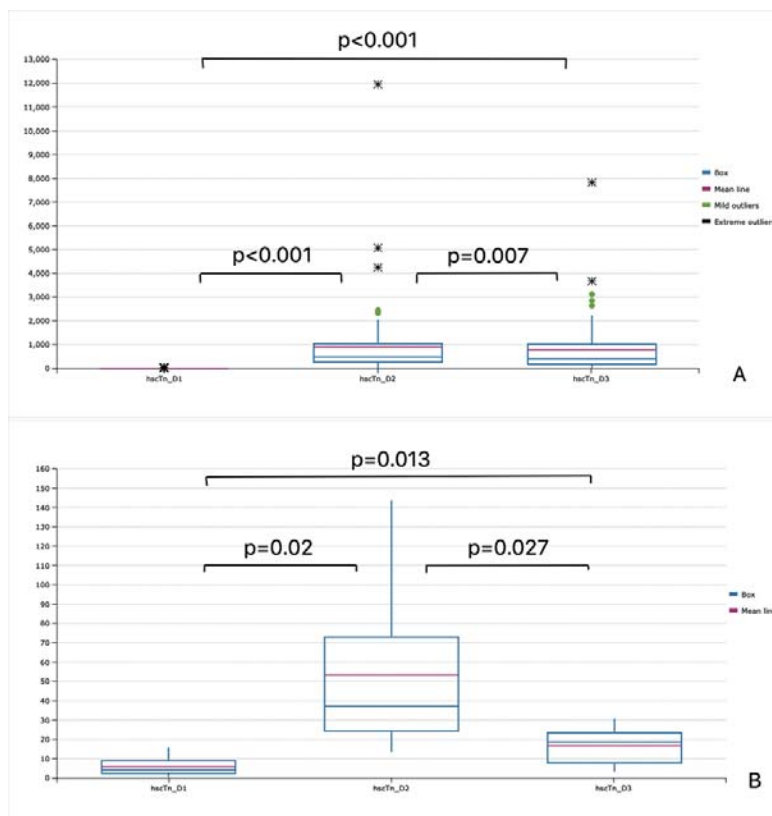 p<0.001
13,000
12,000
11,000
10,000
9,000
8,000
7,000
6,000
5,000
4,000
3,000
2,000
1,000
0
p<0.001
p=0.007
Box
Mean line
Mild outliers
Extreme outlier
hscTn_D1
hscTn_D2
hscTn_D3
A
p=0.013
160
150
140
130
120
110
100
90
80
70
60
50
40
30
20
10
0
p=0.02
p=0.027
Box
Mean lin
hscTn_D1
hscTn_D2
hscTn_D3
B